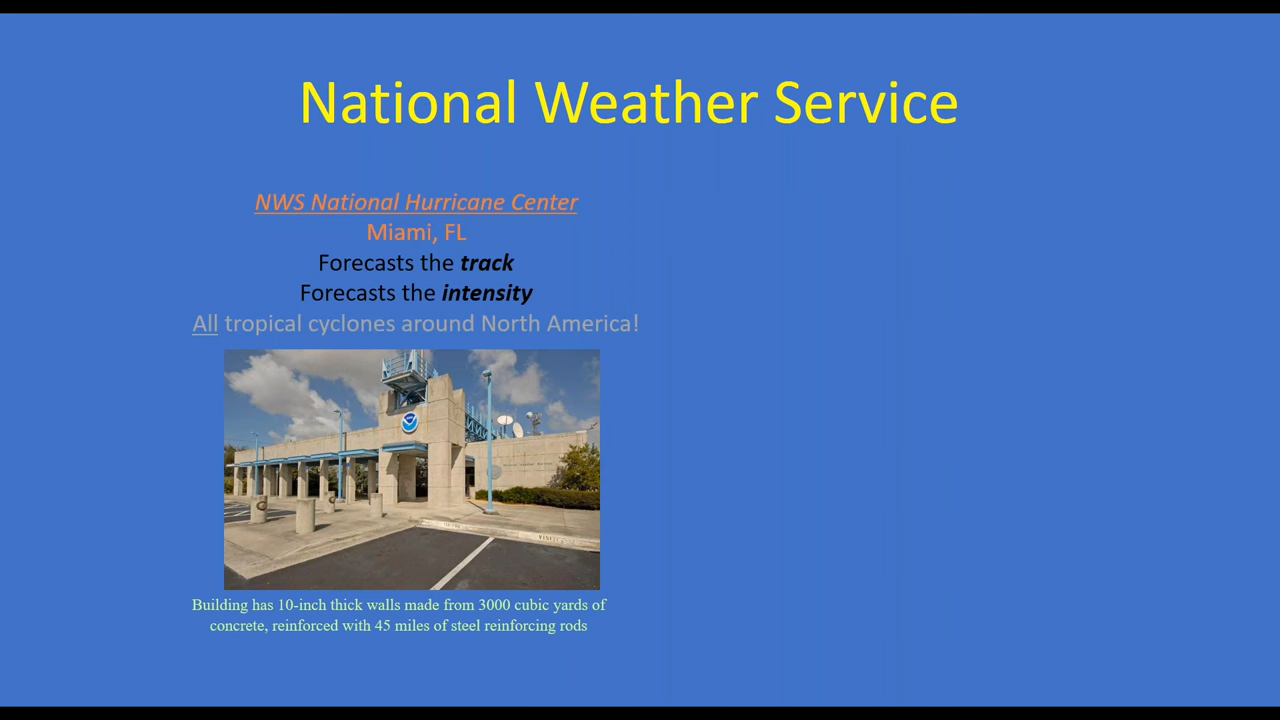 National Weather Service
NWS National Hurricane Center
Miami, FL
Forecasts the track
Forecasts the intensity
All tropical cyclones around North America!
Building has 10-inch thick walls made from 3000 cubic yards of
concrete, reinforced with 45 miles of steel reinforcing rods